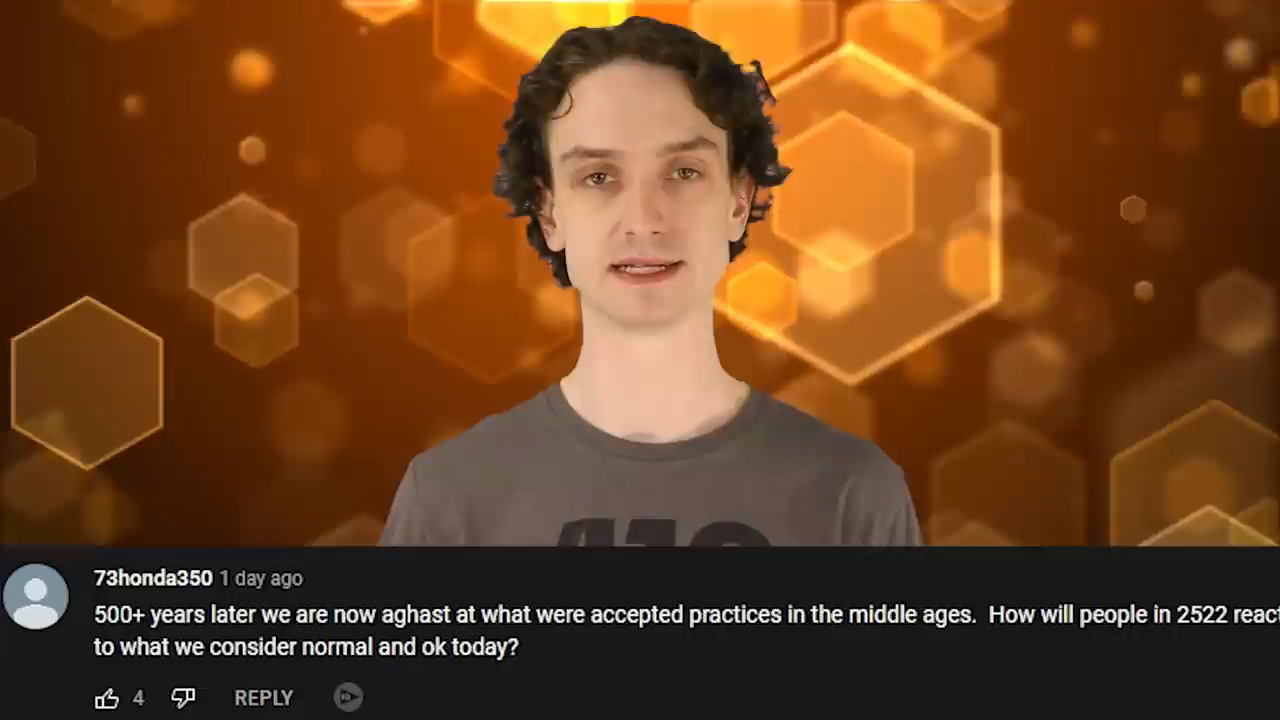 73honda350 1 day ago
500+ years later we are now aghast at what were accepted practices in the middle ages.  How will people in 2522 react
to what we consider normal and ok today?
4 REPLY